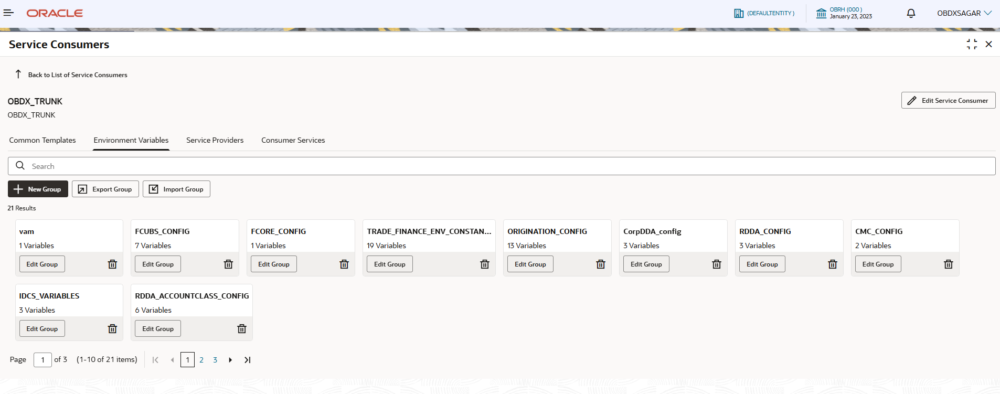 ORACLE
(DEFAULTENTITY )
OBRH (000 )
January 23, 2023
OBDXSAGAR
Service Consumers
Back to List of Service Consumers
OBDX_TRUNK
Edit Service Consumer
OBDX_TRUNK
Common Templates Environment Variables Service Providers Consumer Services
Search
New Group Export Group Import Group
21 Results
vam FCUBS_CONFIG FCORE_CONFIG TRADE_FINANCE_ENV_CONSTAN... ORIGINATION_CONFIG CorpDDA_config RDDA_CONFIG CMC_CONFIG
1 Variables 7 Variables 1 Variables 19 Variables 13 Variables 3 Variables 3 Variables 2 Variables
Edit Group Edit Group Edit Group Edit Group Edit Group Edit Group Edit Group Edit Group
IDCS_VARIABLES RDDA_ACCOUNTCLASS_CONFIG
3 Variables 6 Variables
Edit Group Edit Group
Page 1 of 3 (1-10 of 21 items) 1 2 3